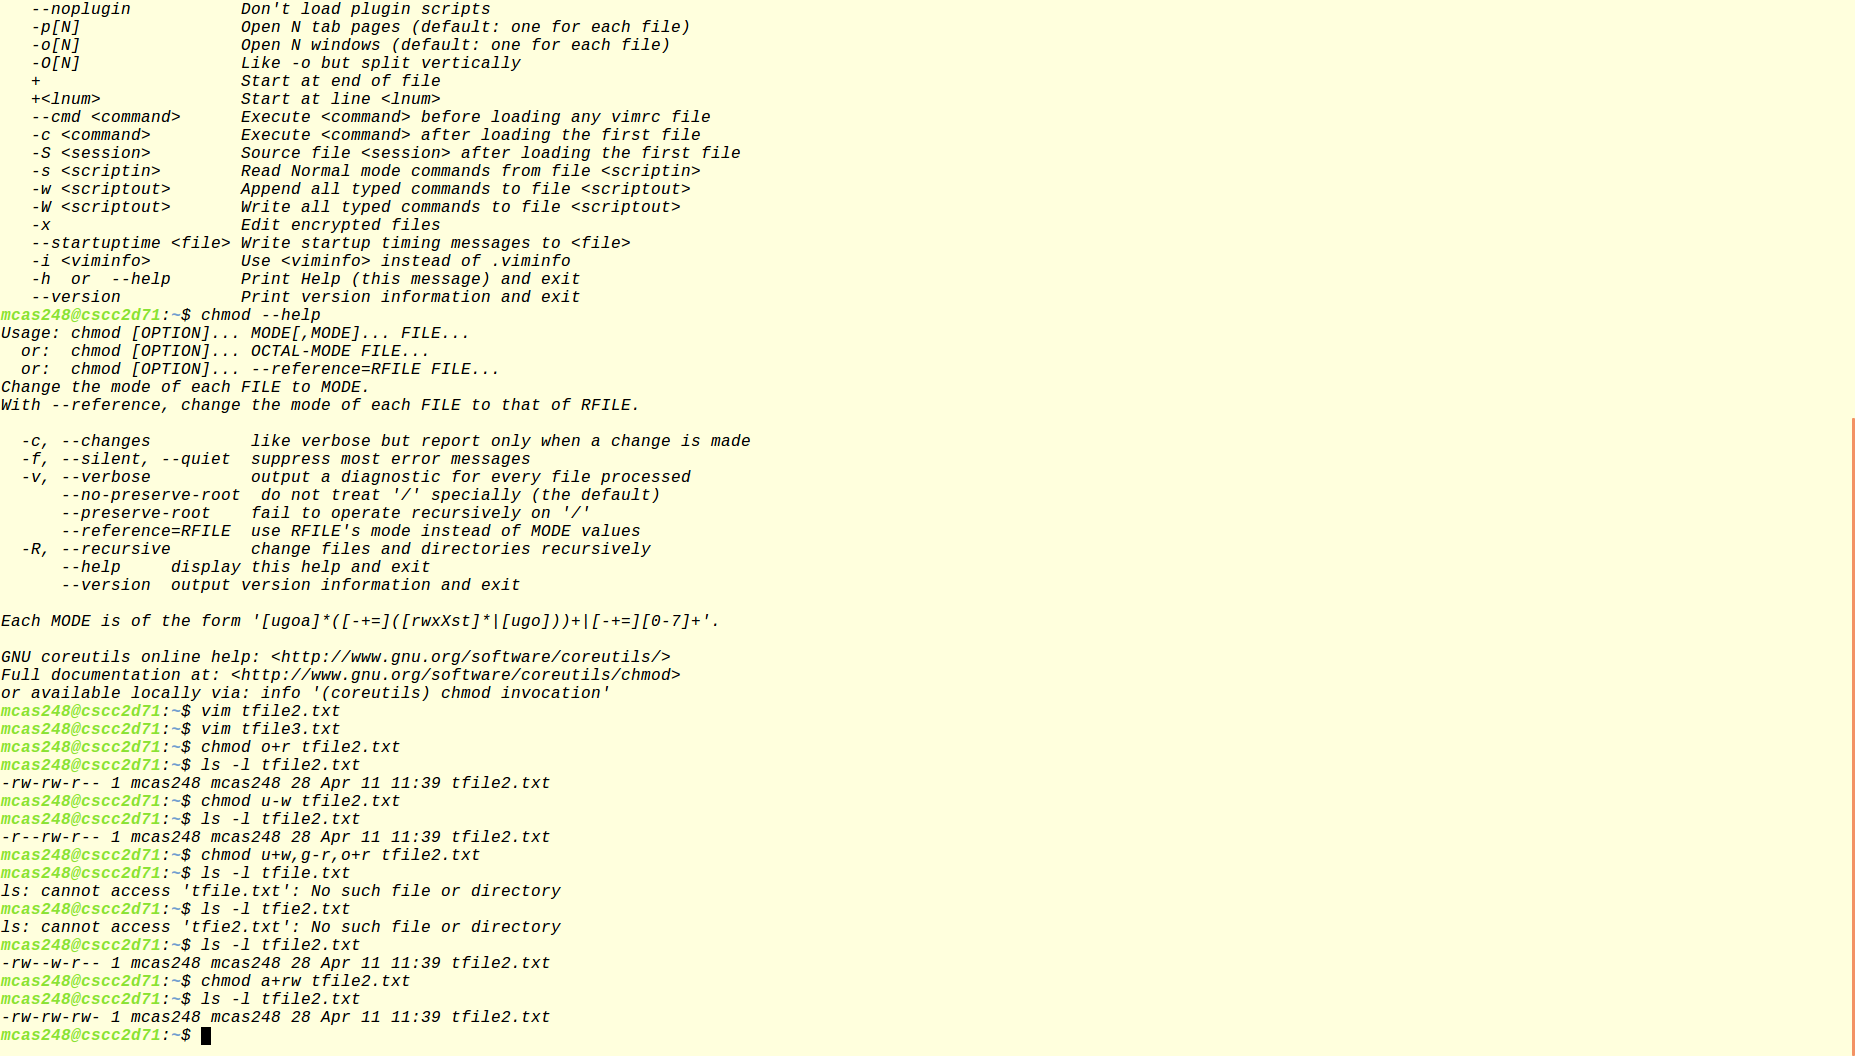 --noplugin           Don't load plugin scripts
   -p[N]                Open N tab pages (default: one for each file)
   -o[N]                Open N windows (default: one for each file)
   -O[N]                Like -o but split vertically
   +                    Start at end of file
   +<lnum>              Start at line <lnum>
   --cmd <command>      Execute <command> before loading any vimrc file
   -c <command>         Execute <command> after loading the first file
   -S <session>         Source file <session> after loading the first file
   -s <scriptin>        Read Normal mode commands from file <scriptin>
   -w <scriptout>       Append all typed commands to file <scriptout>
   -W <scriptout>       Write all typed commands to file <scriptout>
   -x                   Edit encrypted files
   --startuptime <file> Write startup timing messages to <file>
   -i <viminfo>         Use <viminfo> instead of .viminfo
   -h  or  --help       Print Help (this message) and exit
   --version            Print version information and exit
mcas248@cscc2d71:~$ chmod --help
Usage: chmod [OPTION]... MODE[,MODE]... FILE...
  or:  chmod [OPTION]... OCTAL-MODE FILE...
  or:  chmod [OPTION]... --reference=RFILE FILE...
Change the mode of each FILE to MODE.
With --reference, change the mode of each FILE to that of RFILE.

  -c, --changes          like verbose but report only when a change is made
  -f, --silent, --quiet  suppress most error messages
  -v, --verbose          output a diagnostic for every file processed
      --no-preserve-root  do not treat '/' specially (the default)
      --preserve-root    fail to operate recursively on '/'
      --reference=RFILE  use RFILE's mode instead of MODE values
  -R, --recursive        change files and directories recursively
      --help     display this help and exit
      --version  output version information and exit

Each MODE is of the form '[ugoa]*([-+=]([rwxXst]*|[ugo]))+|[-+=][0-7]+'.

GNU coreutils online help: <http://www.gnu.org/software/coreutils/>
Full documentation at: <http://www.gnu.org/software/coreutils/chmod>
or available locally via: info '(coreutils) chmod invocation'
mcas248@cscc2d71:~$ vim tfile2.txt
mcas248@cscc2d71:~$ vim tfile3.txt
mcas248@cscc2d71:~$ chmod o+r tfile2.txt
mcas248@cscc2d71:~$ ls -l tfile2.txt
-rw-rw-r-- 1 mcas248 mcas248 28 Apr 11 11:39 tfile2.txt
mcas248@cscc2d71:~$ chmod u-w tfile2.txt
mcas248@cscc2d71:~$ ls -l tfile2.txt
-r--rw-r-- 1 mcas248 mcas248 28 Apr 11 11:39 tfile2.txt
mcas248@cscc2d71:~$ chmod u+w,g-r,o+r tfile2.txt
mcas248@cscc2d71:~$ ls -l tfile.txt
ls: cannot access 'tfile.txt': No such file or directory
mcas248@cscc2d71:~$ ls -l tfie2.txt
ls: cannot access 'tfie2.txt': No such file or directory
mcas248@cscc2d71:~$ ls -l tfile2.txt
-rw--w-r-- 1 mcas248 mcas248 28 Apr 11 11:39 tfile2.txt
mcas248@cscc2d71:~$ chmod a+rw tfile2.txt
mcas248@cscc2d71:~$ ls -l tfile2.txt
-rw-rw-rw- 1 mcas248 mcas248 28 Apr 11 11:39 tfile2.txt
mcas248@cscc2d71:~$